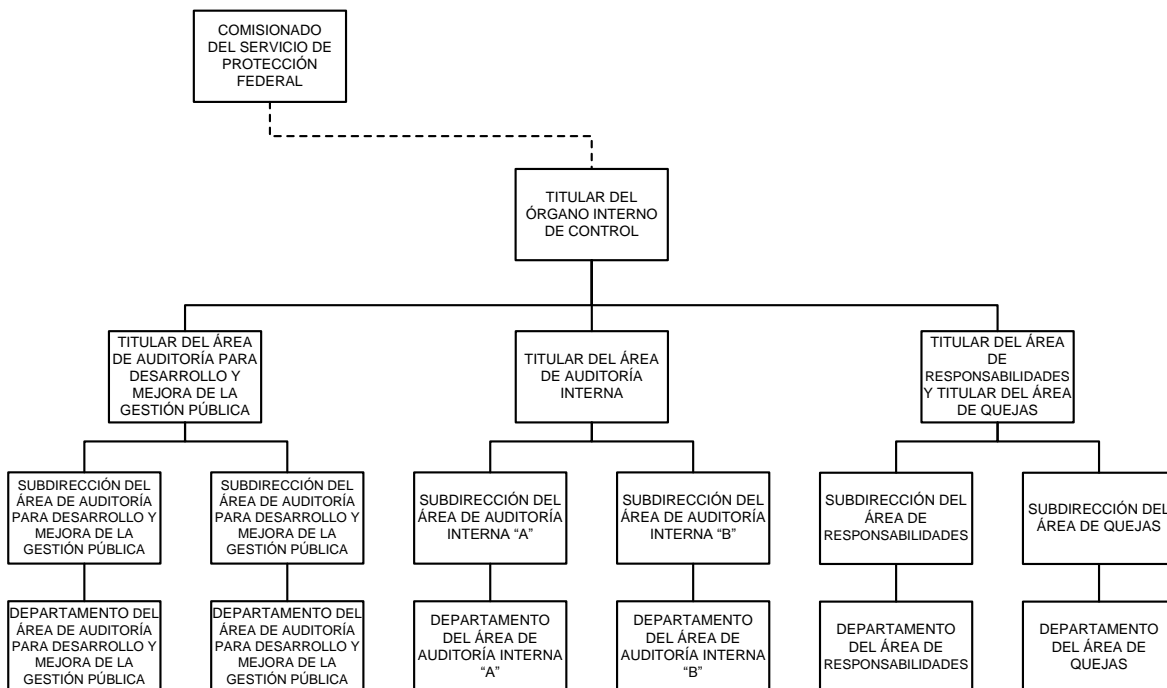 COMISIONADO
DEL SERVICIO DE
PROTECCIÓN
FEDERAL
TITULAR DEL
ÓRGANO INTERNO
DE CONTROL
TITULAR DEL ÁREA
DE AUDITORÍA PARA
DESARROLLO Y
MEJORA DE LA
GESTIÓN PÚBLICA
TITULAR DEL ÁREA
DE AUDITORÍA
INTERNA
TITULAR DEL ÁREA
DE
RESPONSABILIDADES
Y TITULAR DEL ÁREA
DE QUEJAS
SUBDIRECCIÓN DEL
ÁREA DE AUDITORÍA
PARA DESARROLLO Y
MEJORA DE LA
GESTIÓN PÚBLICA
SUBDIRECCIÓN DEL
ÁREA DE AUDITORÍA
PARA DESARROLLO Y
MEJORA DE LA
GESTIÓN PÚBLICA
SUBDIRECCIÓN DEL
ÁREA DE AUDITORÍA
INTERNA “A”
SUBDIRECCIÓN DEL
ÁREA DE AUDITORÍA
INTERNA “B”
SUBDIRECCIÓN DEL
ÁREA DE
RESPONSABILIDADES
SUBDIRECCIÓN DEL
ÁREA DE QUEJAS
DEPARTAMENTO DEL
ÁREA DE AUDITORÍA
PARA DESARROLLO Y
MEJORA DE LA
GESTIÓN PÚBLICA
DEPARTAMENTO DEL
ÁREA DE AUDITORÍA
PARA DESARROLLO Y
MEJORA DE LA
GESTIÓN PÚBLICA
DEPARTAMENTO
DEL ÁREA DE
AUDITORÍA INTERNA
“A”
DEPARTAMENTO
DEL ÁREA DE
AUDITORÍA INTERNA
“B”
DEPARTAMENTO
DEL ÁREA DE
RESPONSABILIDADES
DEPARTAMENTO
DEL ÁREA DE
QUEJAS